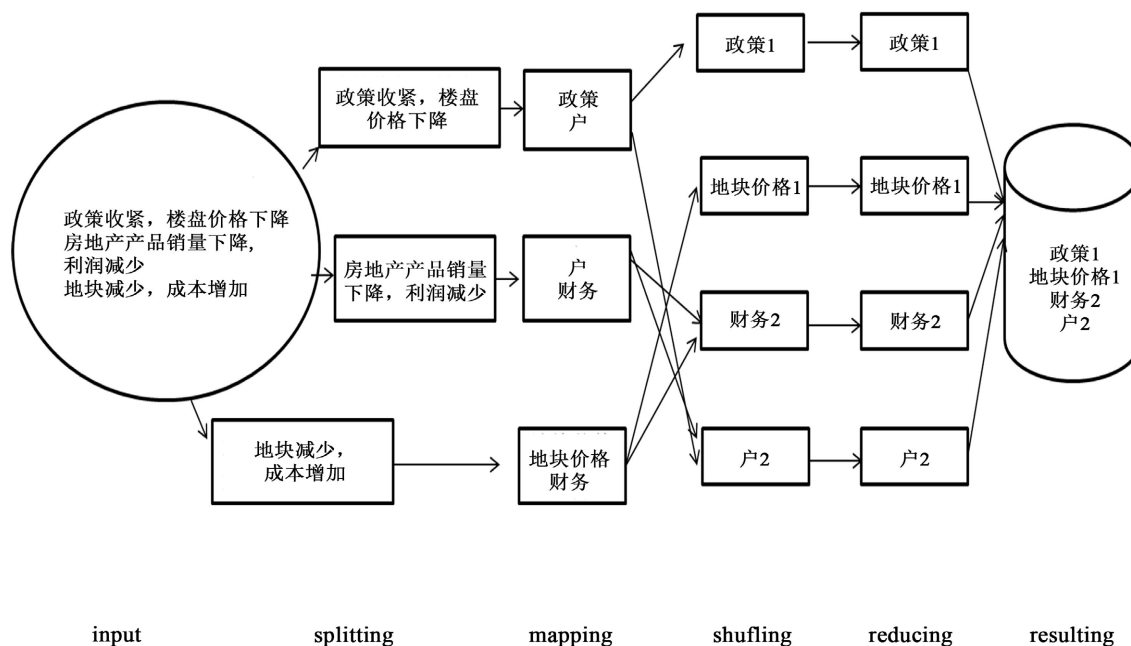 政策收紧，楼盘价格下降
房地产产品销量下降,
利润减少
地块减少，成本增加
政策收紧，楼盘
价格下降
房地产产品销量
下降，利润减少
地块减少，
成本增加
政策
户
户
财务
地块价格
财务
政策1
地块价格1
财务2
户2
政策1
地块价格1
财务2
户2
政策1
地块价格1
财务2
户2
input
splitting
mapping
shufling
reducing
resulting